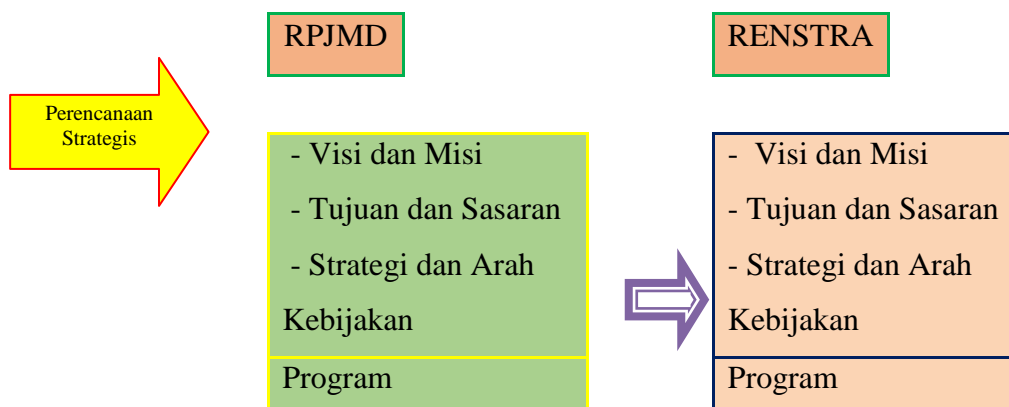 RPJMD
RENSTRA
Perencanaan
Strategis
- Visi dan Misi
- Tujuan dan Sasaran
- Strategi dan Arah
Kebijakan
Program
- Visi dan Misi
- Tujuan dan Sasaran
- Strategi dan Arah
Kebijakan
Program